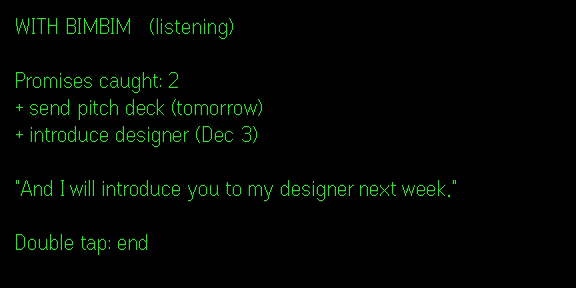 WITH BIMBIM (listening)
Promises caught: 2
+ send pitch deck (tomorrow)
+ introduce designer (Dec 3)
"And I will introduce you to my designer next week."
Double tap: end